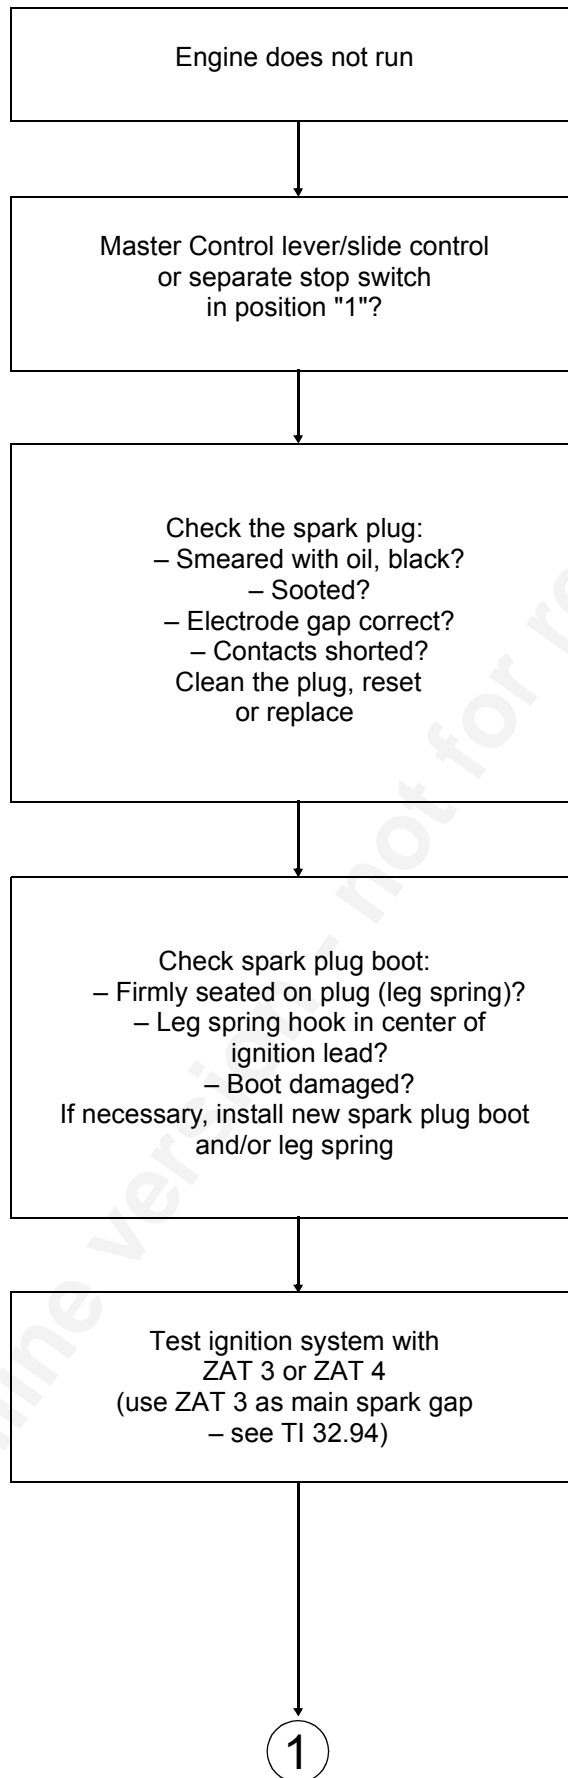 Engine does not run
Master Control lever/slide control
or separate stop switch
in position "1"?
Check the spark plug:
– Smeared with oil, black?
– Sooted?
– Electrode gap correct?
– Contacts shorted?
Clean the plug, reset
or replace
Check spark plug boot:
– Firmly seated on plug (leg spring)?
– Leg spring hook in center of
ignition lead?
– Boot damaged?
If necessary, install new spark plug boot
and/or leg spring
Test ignition system with
ZAT 3 or ZAT 4
(use ZAT 3 as main spark gap
– see TI 32.94)
1
version - not for